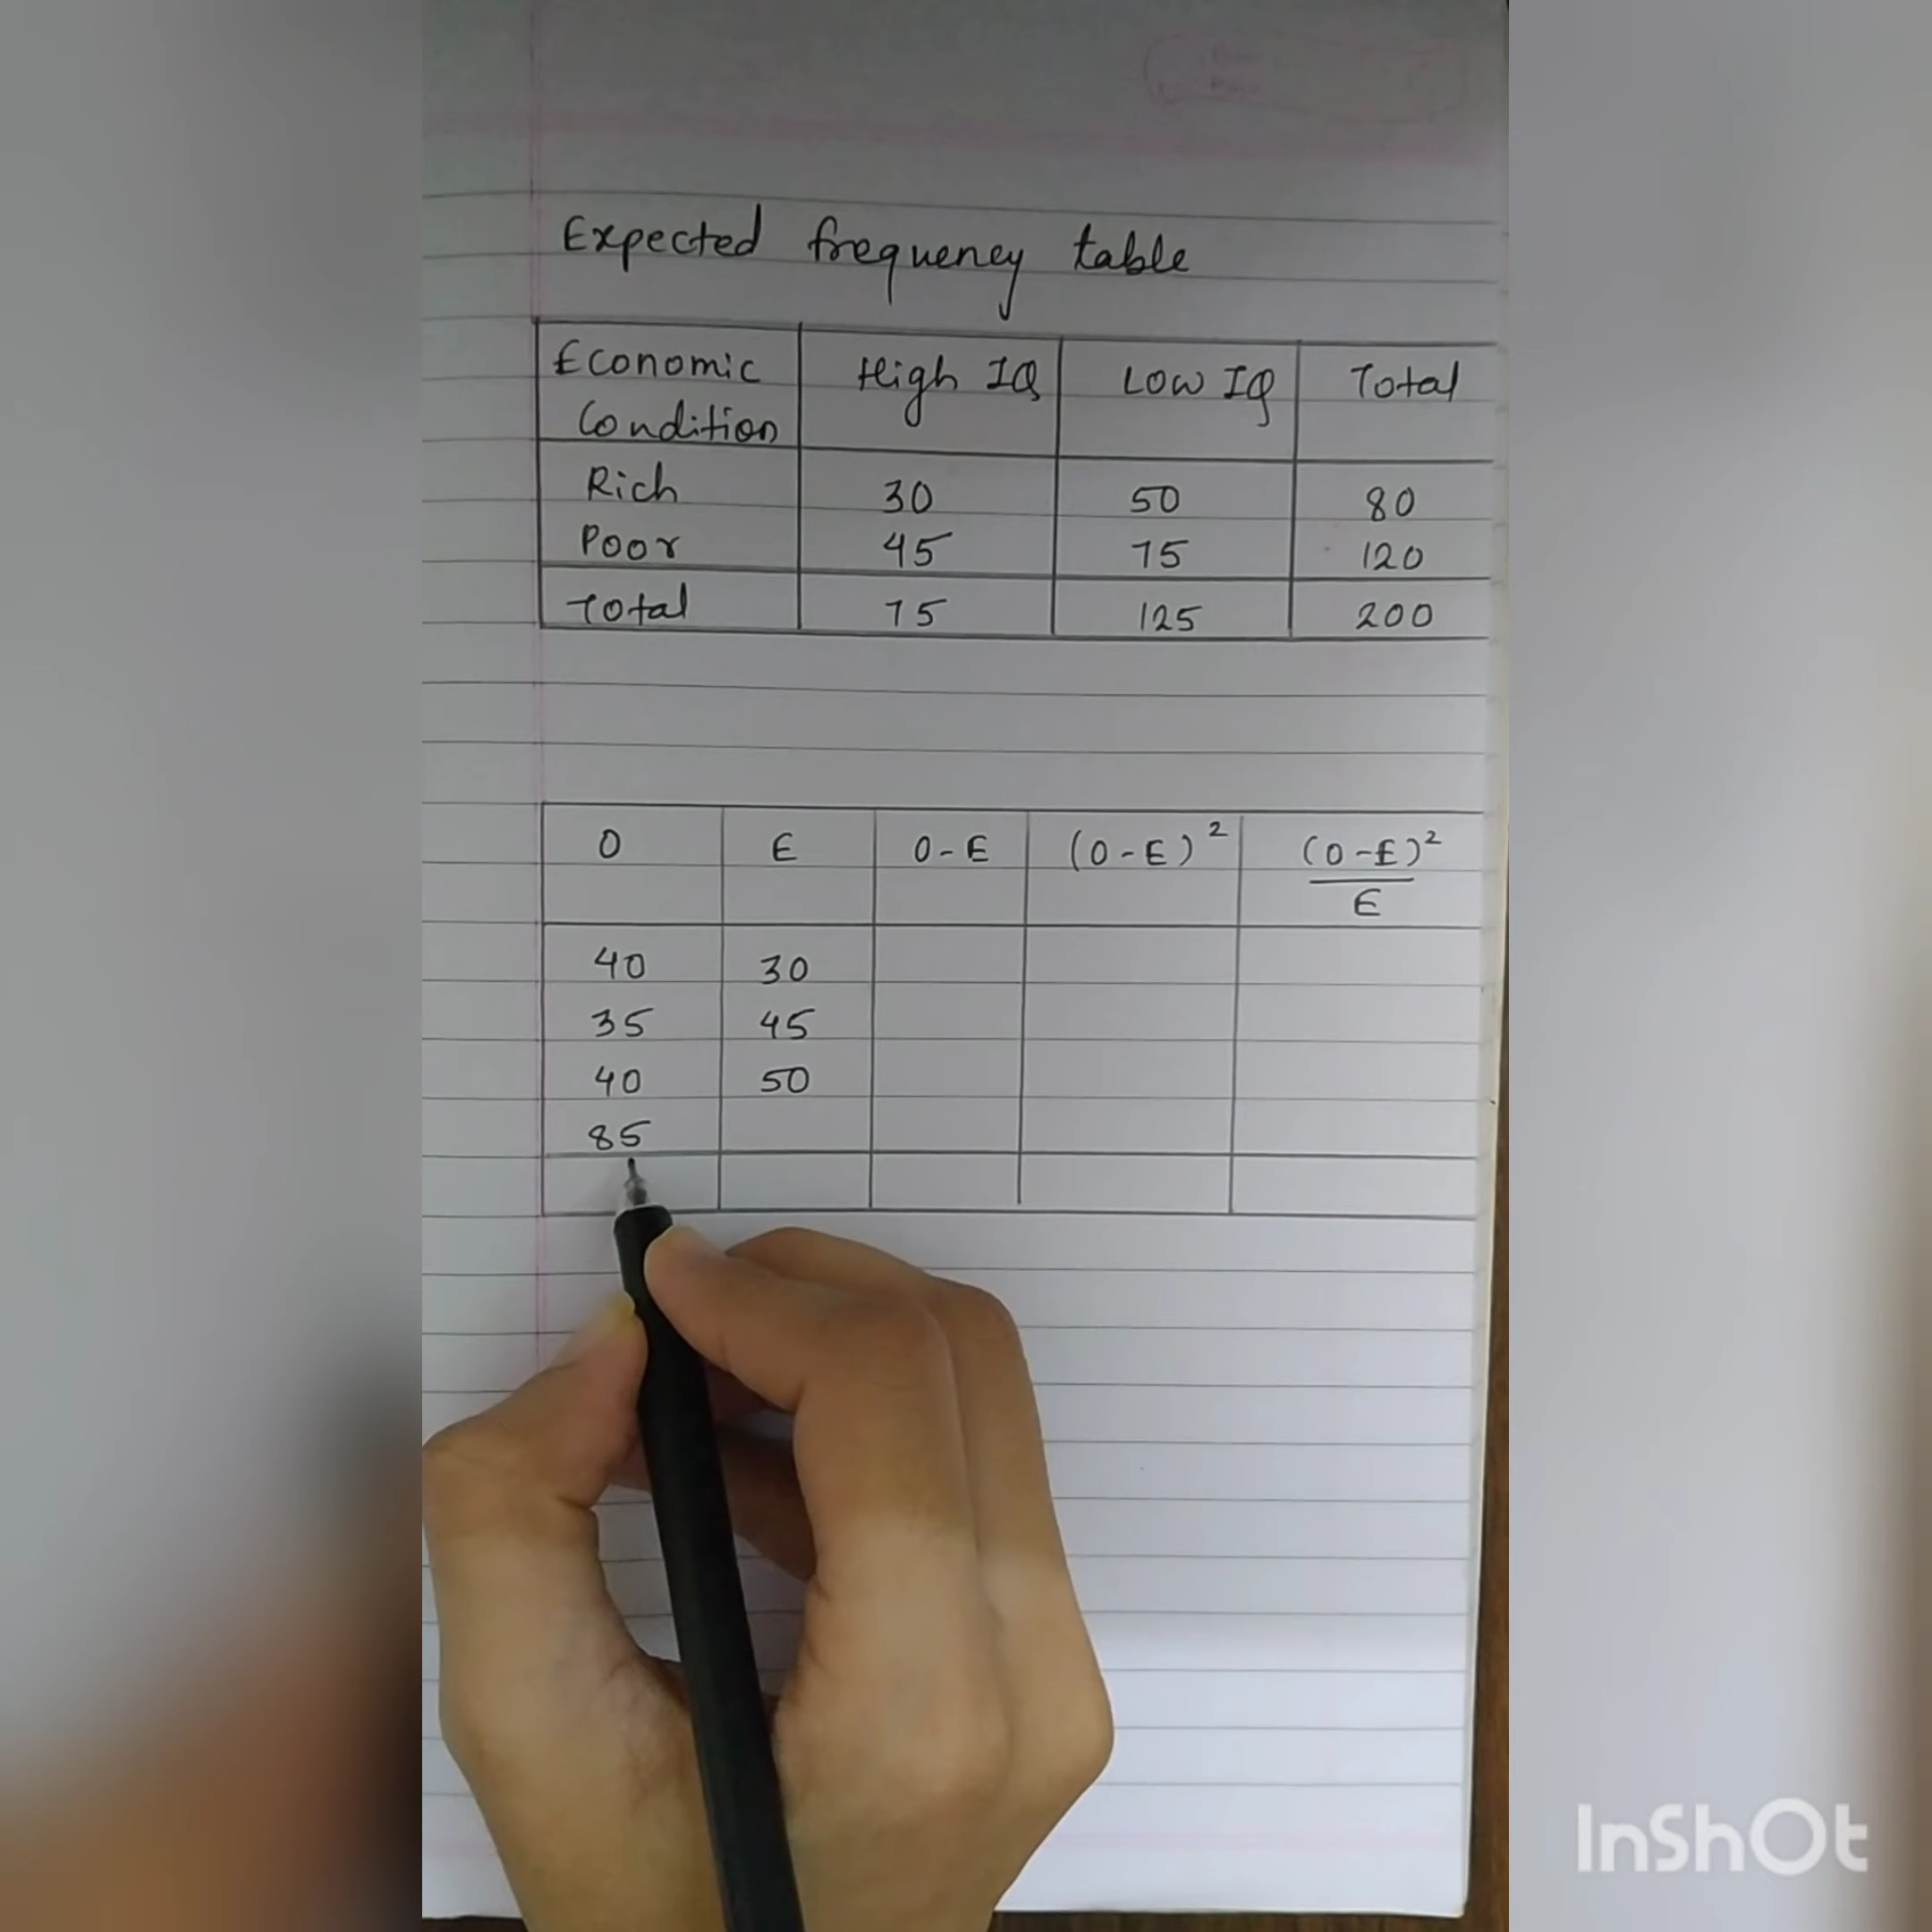 Expected frequency table
Economic Condition High IQ Low IQ Total
Rich 30 50 80
Poor 45 75 120
Total 75 125 200
O E O-E (O-E)² (O-E)²/E
40 30
35 45
40 50
85
InShOt